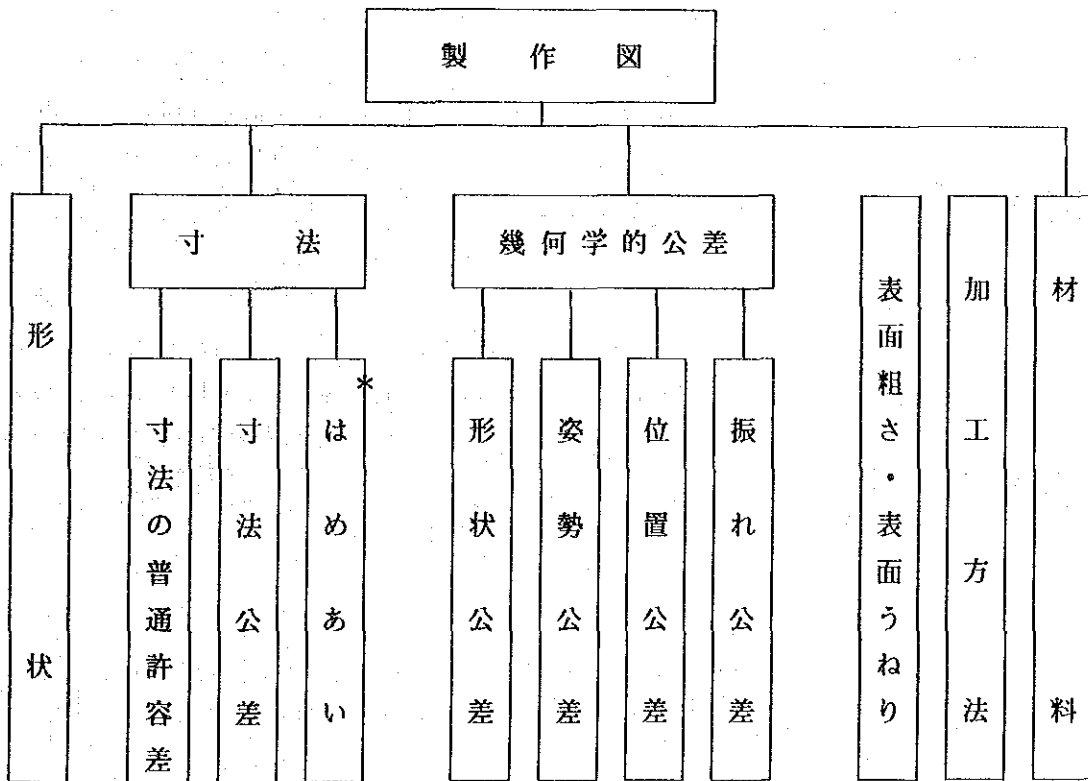 製作図
形状
寸法
幾何学的公差
表面粗さ・表面うねり
加工方法
材料
寸法の普通許容差
寸法公差
はめあい*
形状公差
姿勢公差
位置公差
振れ公差